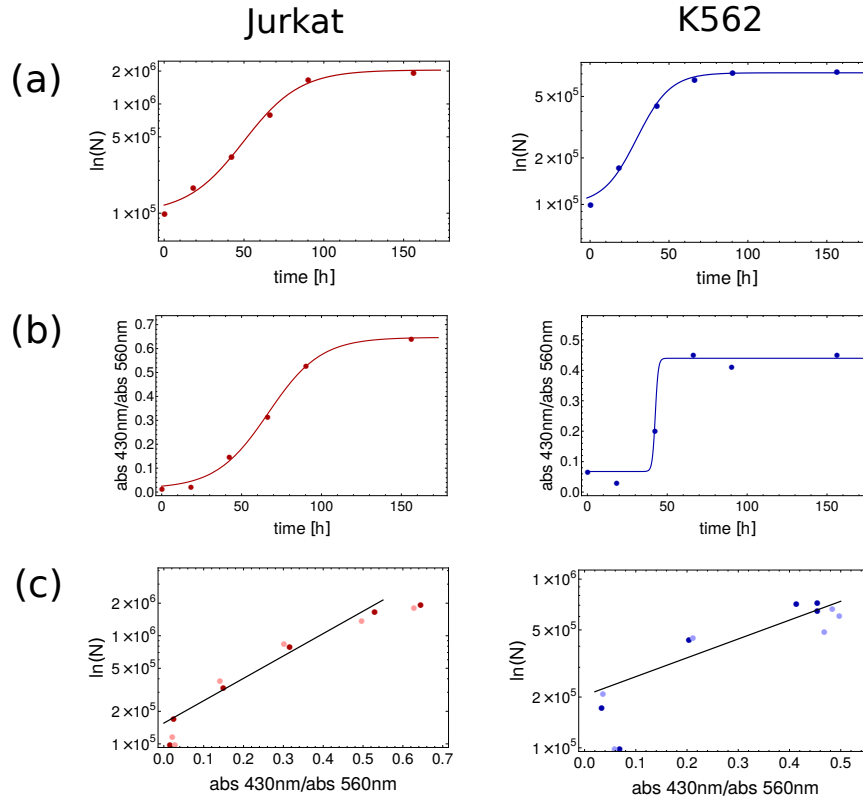 Jurkat
K562
(a)
ln(N)
2×10⁶
1×10⁶
5×10⁵
1×10⁵
0 50 100 150
time [h]
ln(N)
5×10⁵
2×10⁵
1×10⁵
0 50 100 150
time [h]
(b)
abs 430nm/abs 560nm
0.7
0.6
0.5
0.4
0.3
0.2
0.1
0.0
0 50 100 150
time [h]
abs 430nm/abs 560nm
0.5
0.4
0.3
0.2
0.1
0.0
0 50 100 150
time [h]
(c)
ln(N)
2×10⁶
1×10⁶
5×10⁵
2×10⁵
1×10⁵
0.0 0.1 0.2 0.3 0.4 0.5 0.6 0.7
abs 430nm/abs 560nm
ln(N)
1×10⁶
5×10⁵
2×10⁵
1×10⁵
0.0 0.1 0.2 0.3 0.4 0.5
abs 430nm/abs 560nm